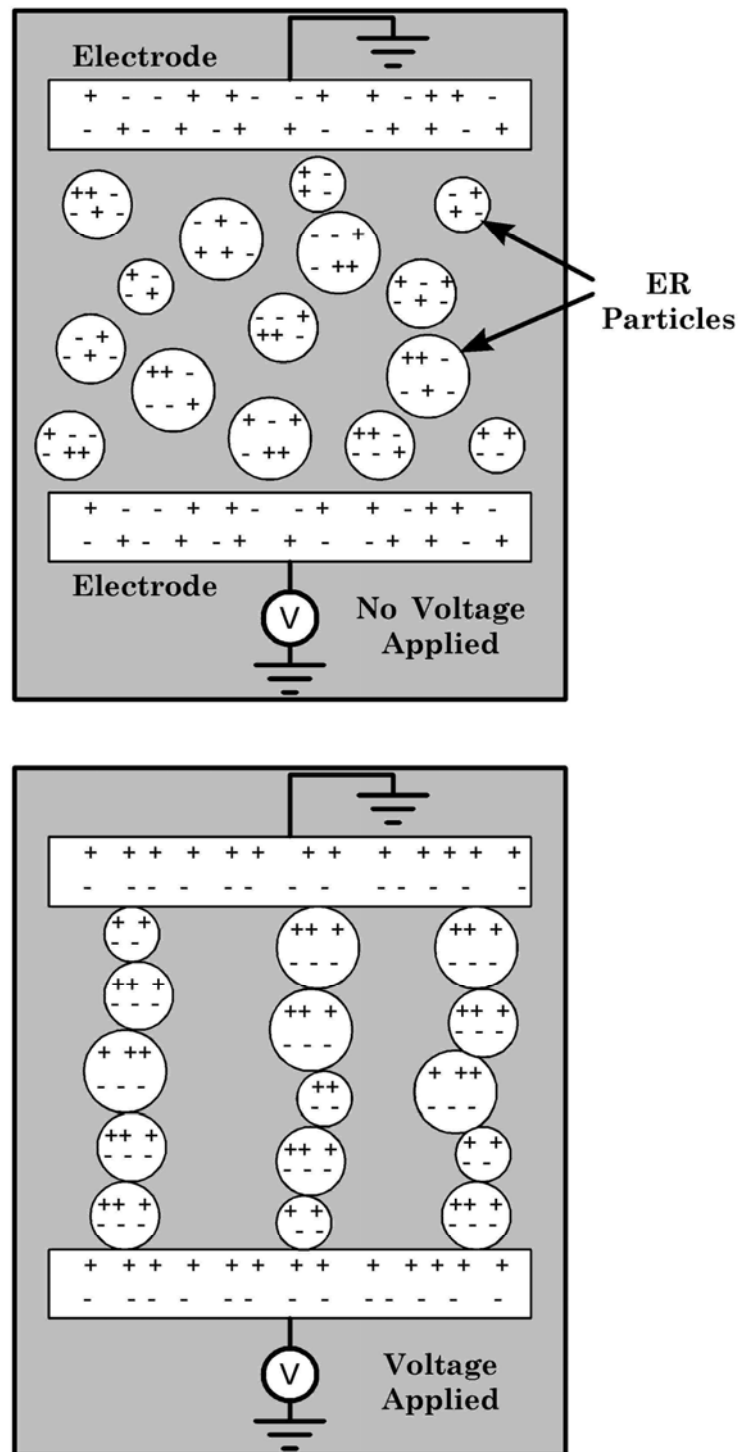 Electrode
+ - - + + - - + + - + + -
- + - + - + + - - + + - +
+ -
+ -
+ + -
- + -
- +
+ -
- + -
+ + -
- - +
- + +
+ -
- +
+ - +
- + -
ER
Particles
- - +
+ + -
- +
- + -
+ + -
- - +
+ + -
- + -
+ - -
- + +
+ - +
- + +
+ + -
- - +
+ +
- -
+ - - + + - - + + - + + -
- + - + - + + - - + + - +
Electrode
V
No Voltage
Applied
+ + + + + + + + + + + + +
- - - - - - - - - - - -
+ +
- -
+ + +
- - -
+ + +
- - -
+ + +
- - -
+ + +
- - -
+ + +
- - -
+ + +
- - -
+ +
- -
+ + +
- - -
+ +
- -
+ + +
- - -
+ + +
- - -
+ + +
- - -
+ +
- -
+ + +
- - -
+ + + + + + + + + + + + +
- - - - - - - - - - - - -
V
Voltage
Applied